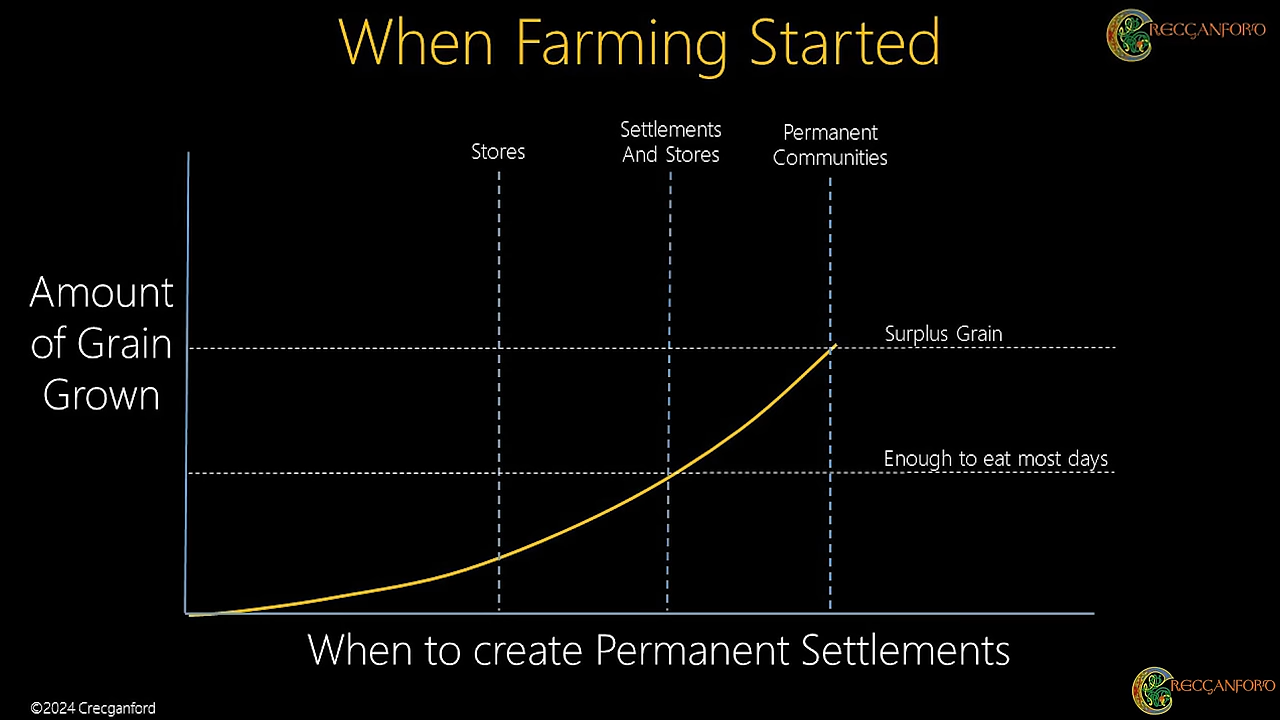 When Farming Started
CRECGANFORD
Stores
Settlements
And Stores
Permanent
Communities
Amount
of Grain
Grown
Surplus Grain
Enough to eat most days
When to create Permanent Settlements
CRECGANFORD
©2024 Crecganford